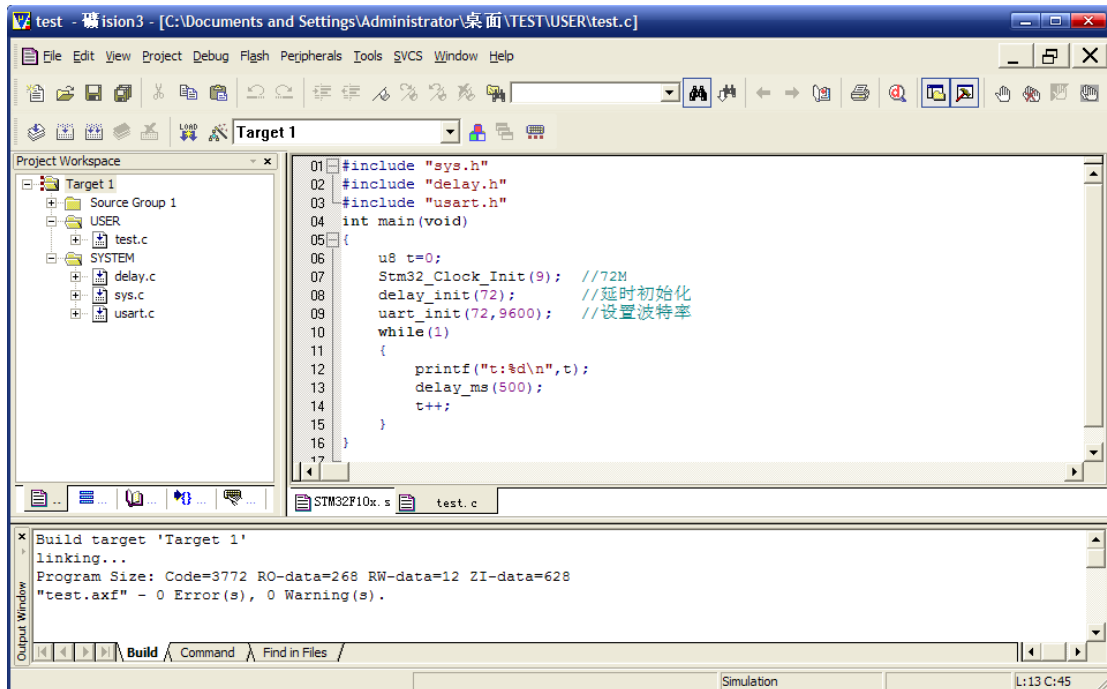 test - 礦ision3 - [C:\Documents and Settings\Administrator\桌面\TEST\USER\test.c]
File Edit View Project Debug Flash Peripherals Tools SVCS Window Help
LOAD Target 1
Project Workspace
Target 1
Source Group 1
USER
test.c
SYSTEM
delay.c
sys.c
usart.c
01 #include "sys.h"
02 #include "delay.h"
03 #include "usart.h"
04 int main(void)
05 {
06 u8 t=0;
07 Stm32_Clock_Init(9); //72M
08 delay_init(72); //延时初始化
09 uart_init(72,9600); //设置波特率
10 while(1)
11 {
12 printf("t:%d\n",t);
13 delay_ms(500);
14 t++;
15 }
16 }
17
STM32F10x.s test.c
Build target 'Target 1'
linking...
Program Size: Code=3772 RO-data=268 RW-data=12 ZI-data=628
"test.axf" - 0 Error(s), 0 Warning(s).
Output Window
Build Command Find in Files
Simulation L:13 C:45